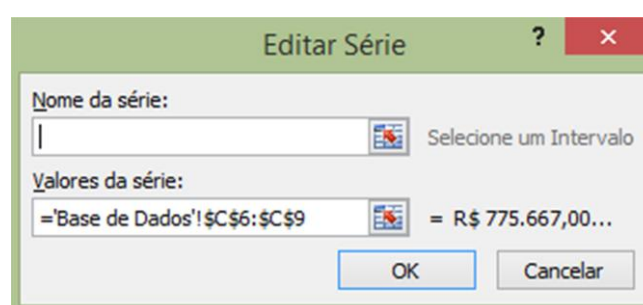 Editar Série
? ×
Nome da série:
Selecione um Intervalo
Valores da série:
='Base de Dados'!$C$6:$C$9 = R$ 775.667,00...
OK Cancelar